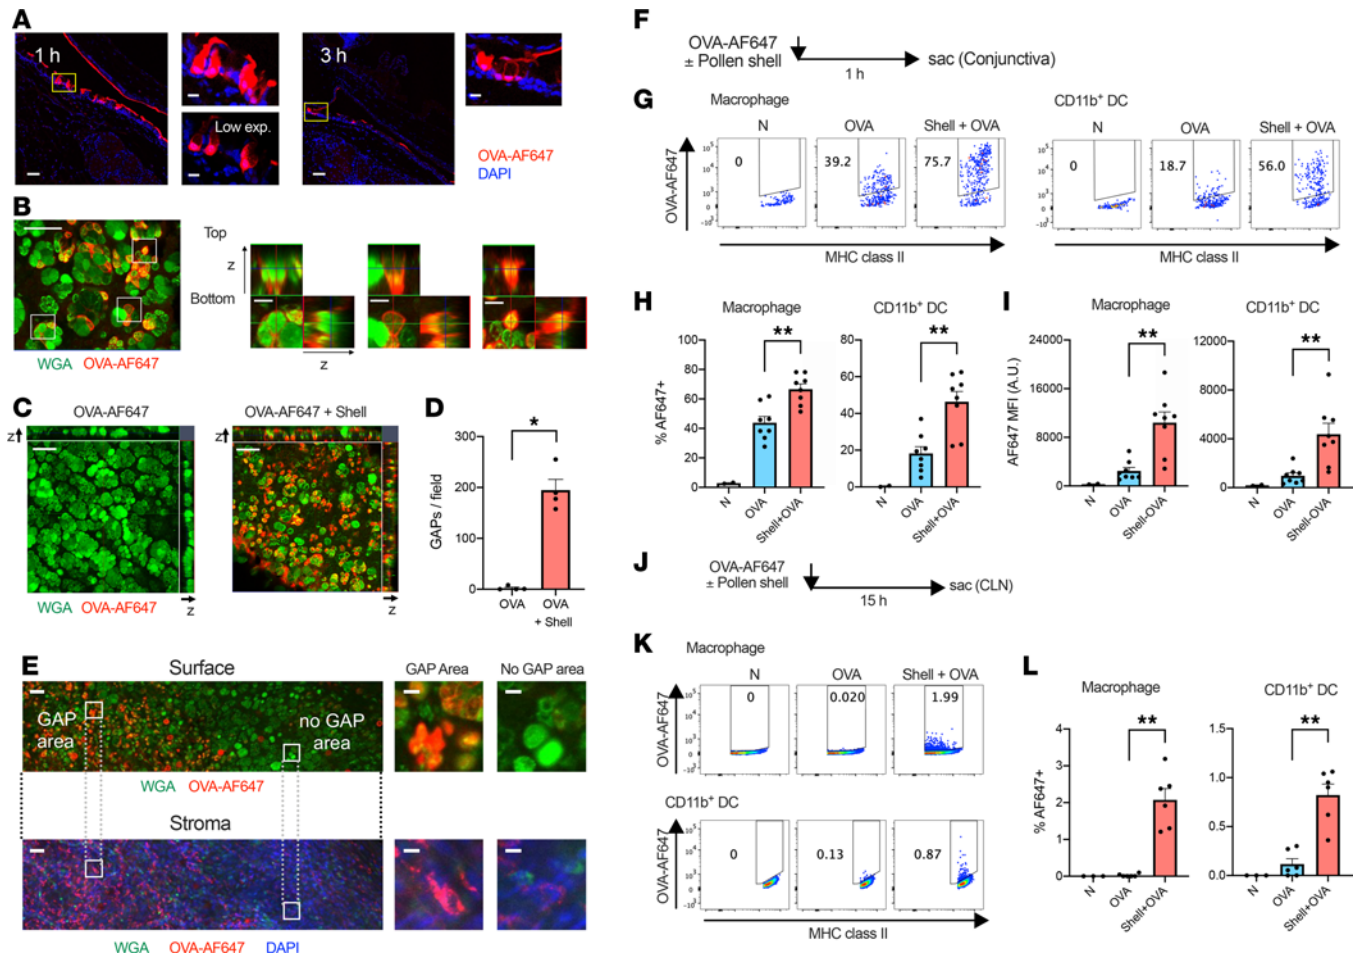 A
1 h
3 h
Low exp.
OVA-AF647
DAPI
B
Top
z
Bottom
z
WGA OVA-AF647
C
OVA-AF647
OVA-AF647 + Shell
z
z
z
z
WGA OVA-AF647
D
GAPs / field
300
200
100
0
*
OVA
OVA
+ Shell
E
Surface
GAP Area
No GAP area
GAP
area
no GAP
area
WGA OVA-AF647
Stroma
WGA OVA-AF647 DAPI
F
OVA-AF647
± Pollen shell
1 h
sac (Conjunctiva)
G
Macrophage
CD11b+ DC
N
OVA
Shell + OVA
N
OVA
Shell + OVA
OVA-AF647
0
39.2
75.7
0
18.7
56.0
MHC class II
MHC class II
H
Macrophage
CD11b+ DC
% AF647+
100
80
60
40
20
0
**
N
OVA
Shell+OVA
80
60
40
20
0
**
N
OVA
Shell+OVA
I
Macrophage
CD11b+ DC
AF647 MFI (A.U.)
24000
16000
8000
0
**
N
OVA
Shell-OVA
12000
8000
4000
0
**
N
OVA
Shell-OVA
J
OVA-AF647
± Pollen shell
15 h
sac (CLN)
K
Macrophage
N
OVA
Shell + OVA
OVA-AF647
0
0.020
1.99
CD11b+ DC
OVA-AF647
0
0.13
0.87
MHC class II
L
Macrophage
CD11b+ DC
% AF647+
4
3
2
1
0
**
N
OVA
Shell+OVA
1.5
1.0
0.5
0.0
**
N
OVA
Shell+OVA